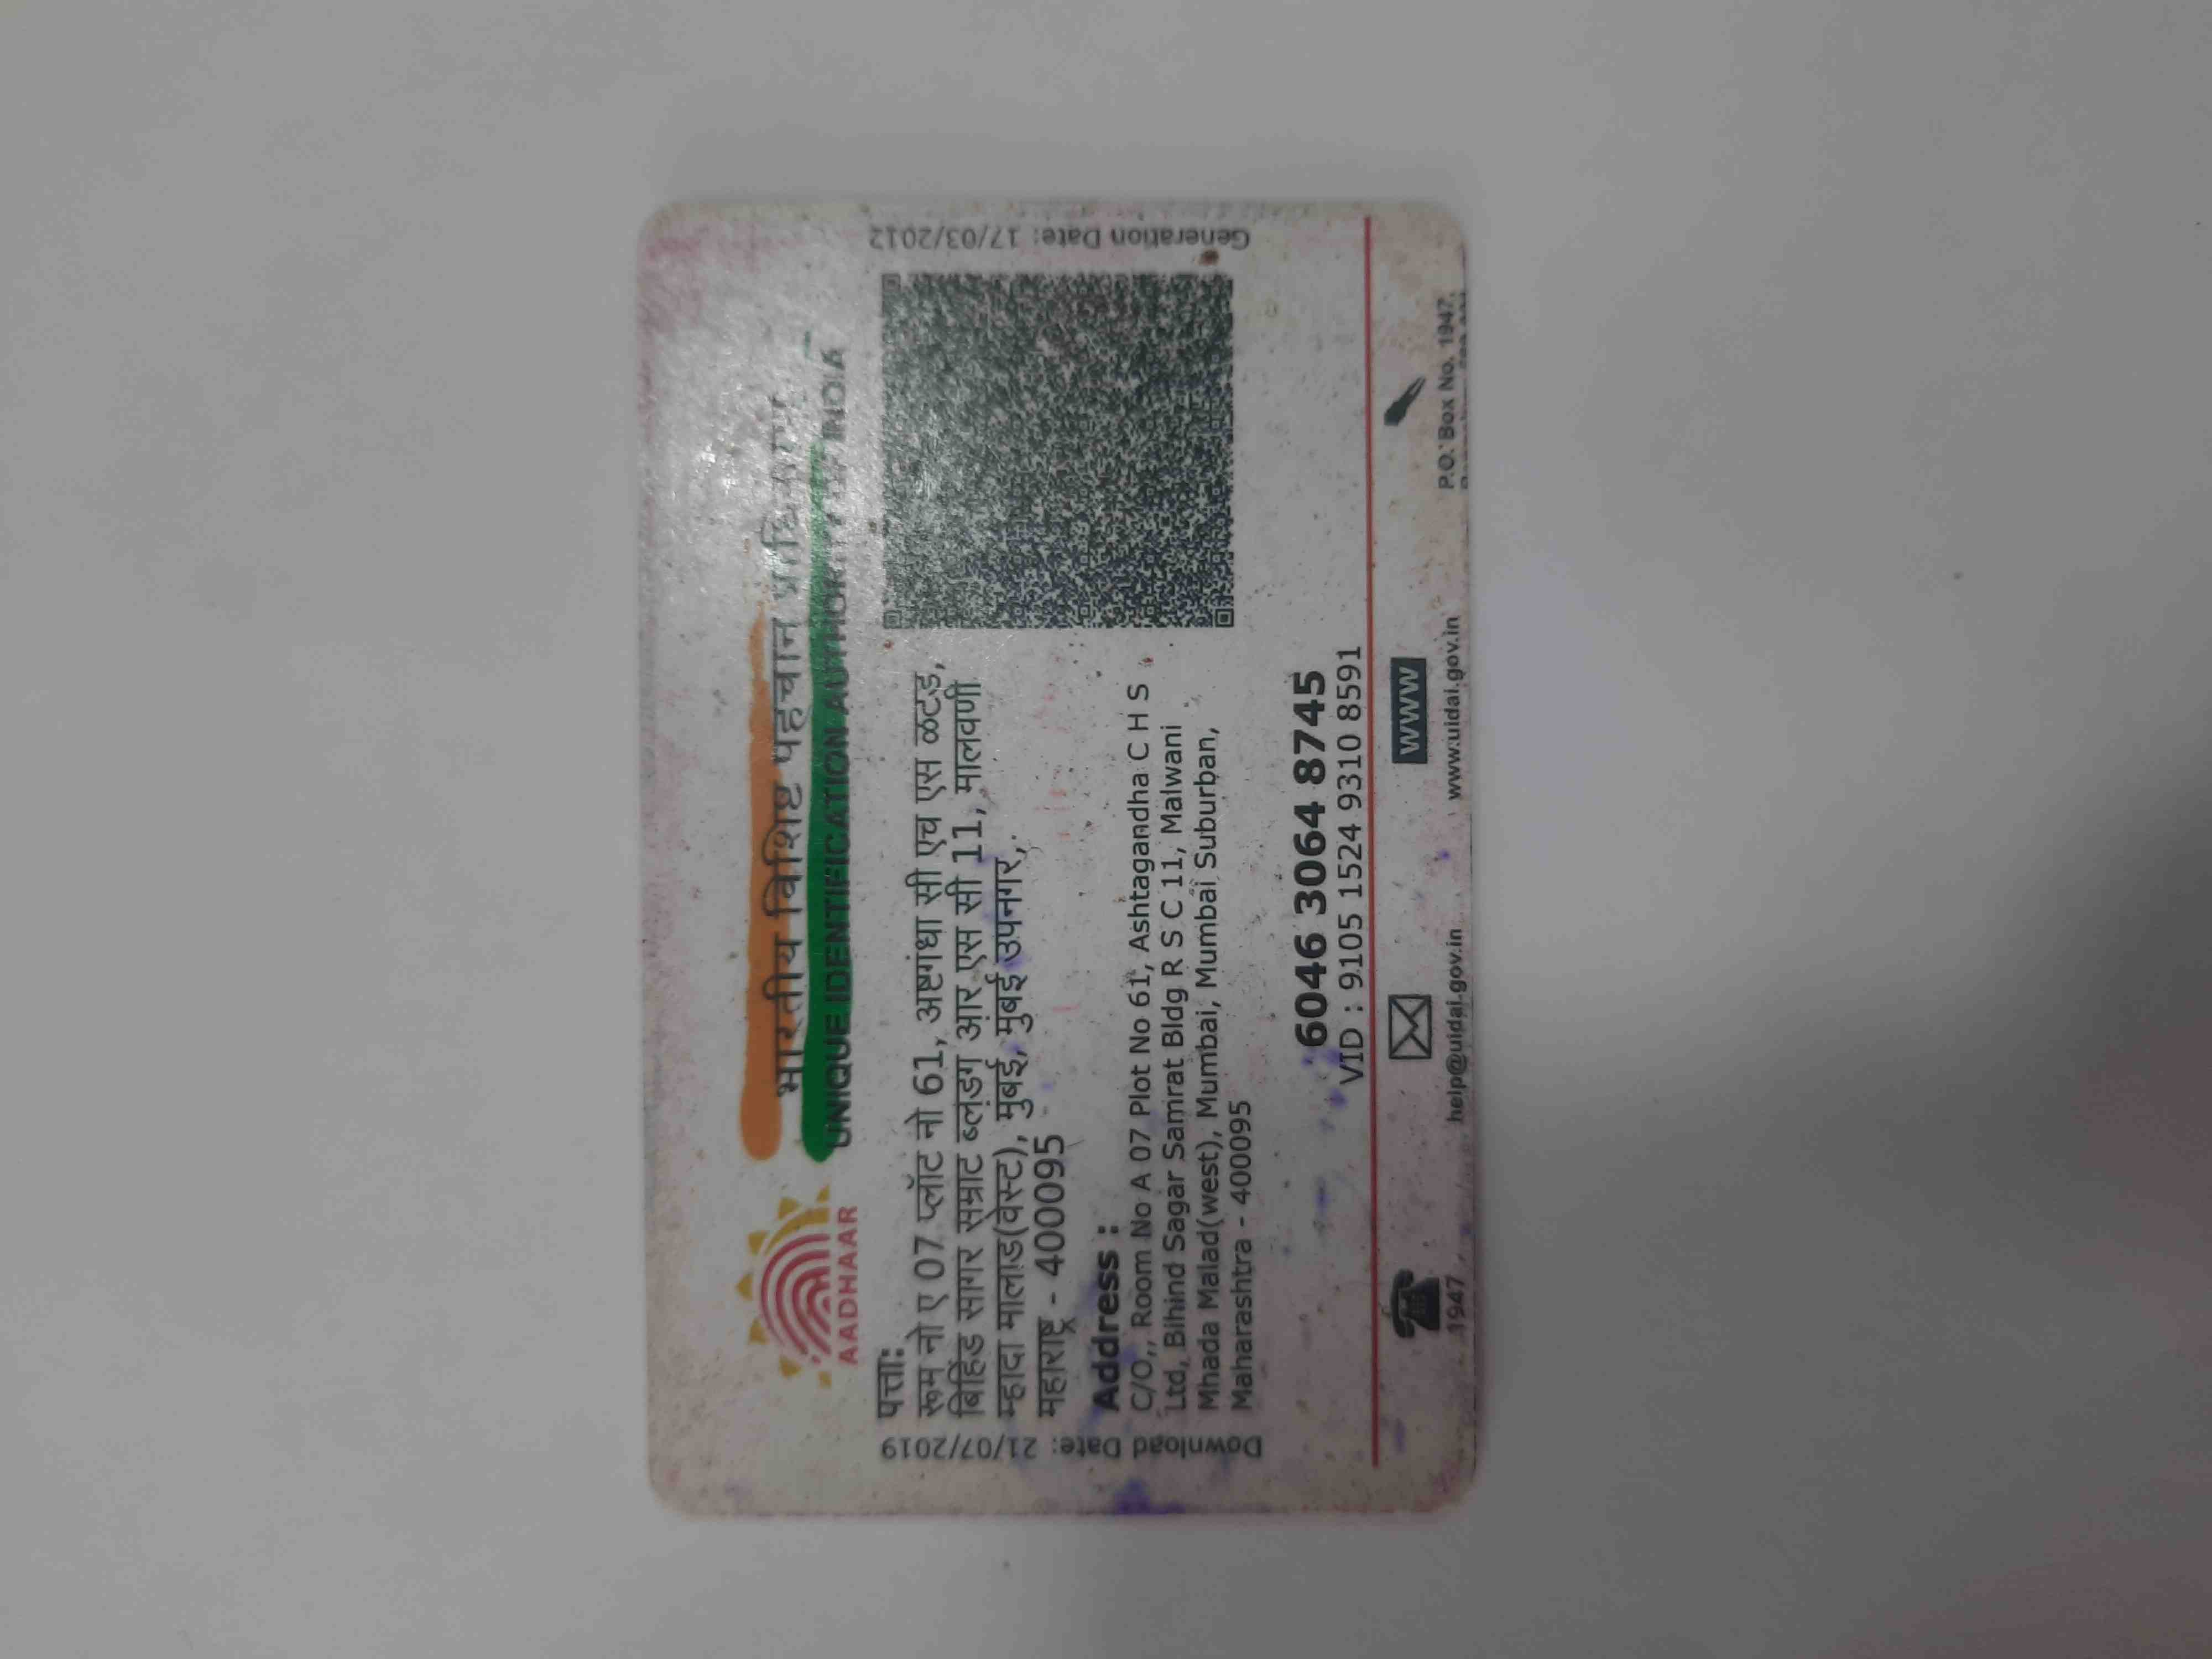 भारतीय विशिष्ट पहचान प्राधिकरण
UNIQUE IDENTIFICATION AUTHORITY OF INDIA
AADHAAR
Download Date: 21/07/2019
Generation Date: 17/03/2012
पत्ता:
रूम नो ए 07 प्लॉट नो 61, अष्टगंधा सी एच एस ळटड,
बिहिंड सागर सम्राट ब्लडग आर एस सी 11, मालवणी
म्हादा मालाड(वेस्ट), मुंबई, मुंबई उपनगर,
महाराष्ट्र - 400095
Address :
C/O,, Room No A 07 Plot No 61, Ashtagandha C H S
Ltd, Bihind Sagar Samrat Bldg R S C 11, Malwani
Mhada Malad(west), Mumbai, Mumbai Suburban,
Maharashtra - 400095
6046 3064 8745
VID : 9105 1524 9310 8591
1947
help@uidai.gov.in
WWW
www.uidai.gov.in
P.O. Box No. 1947,